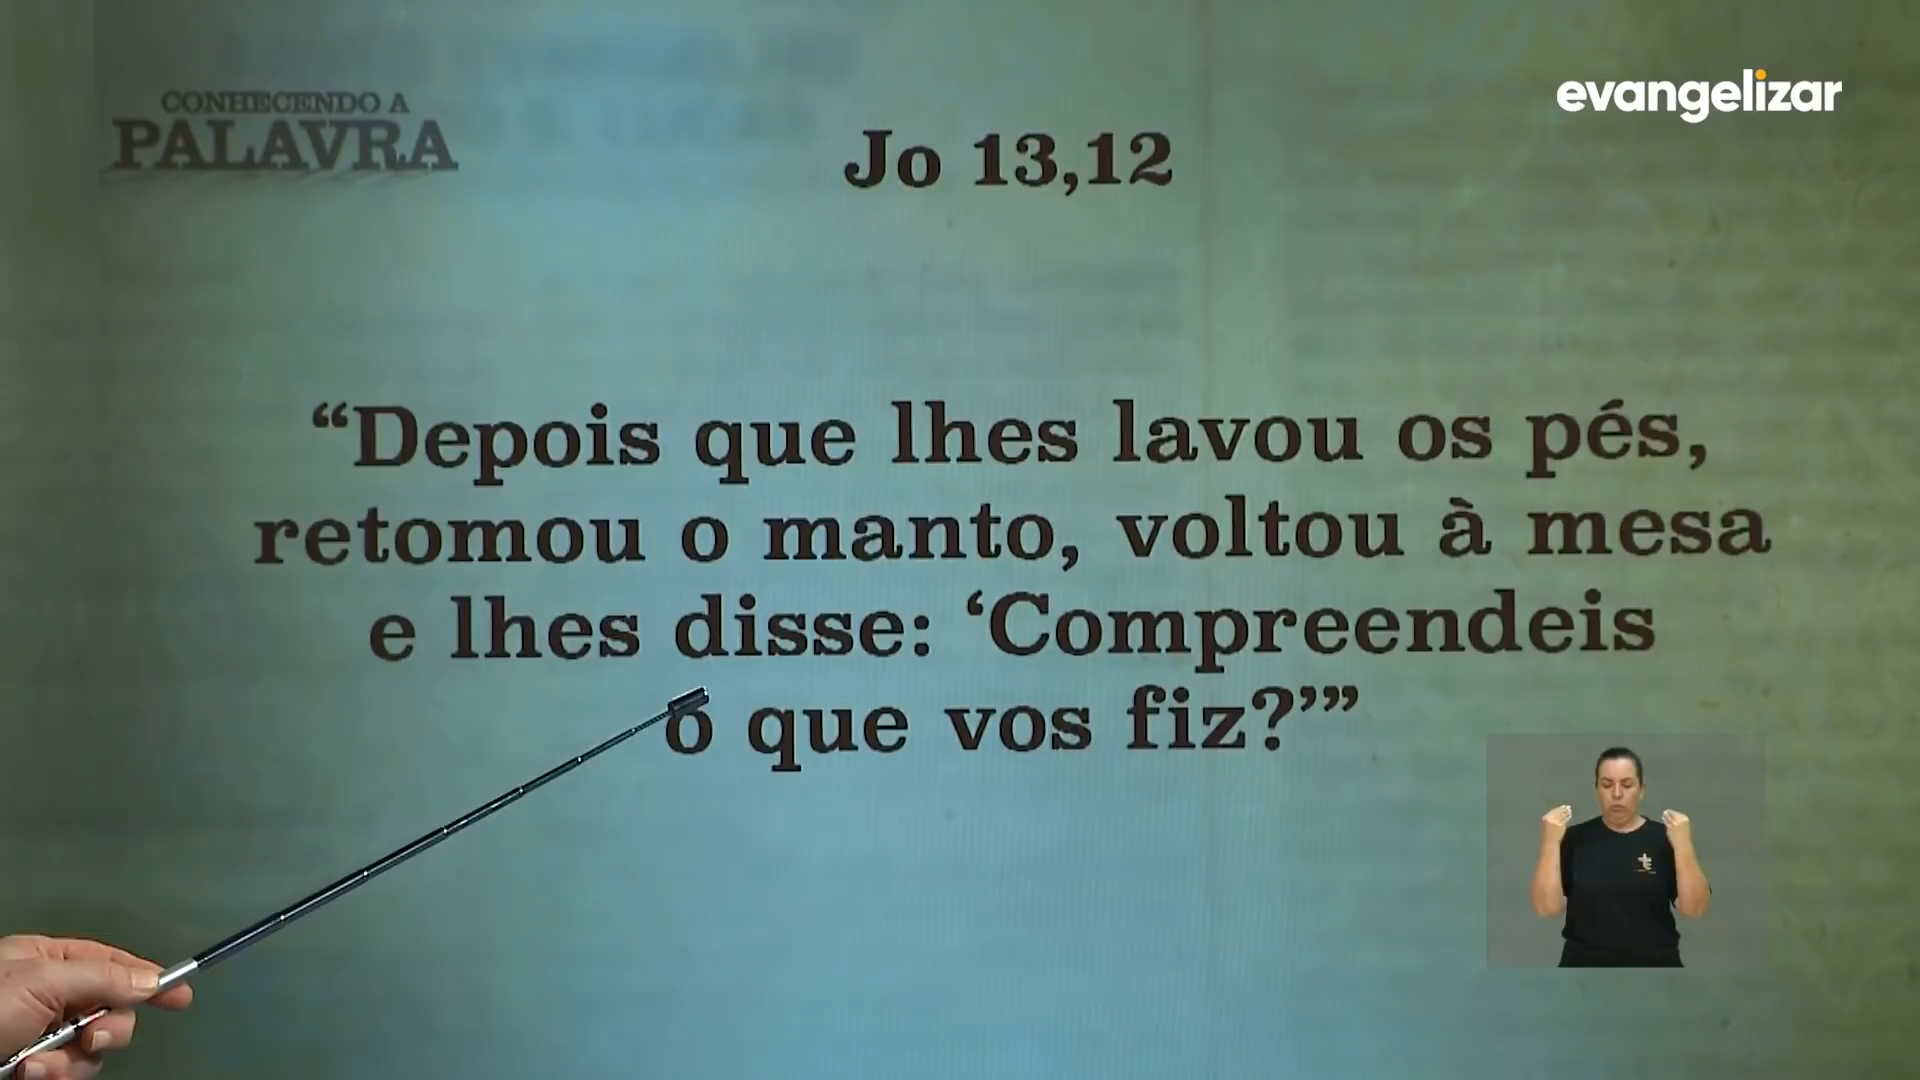 CONHECENDO A
PALAVRA
evangelizar
Jo 13,12
“Depois que lhes lavou os pés,
retomou o manto, voltou à mesa
e lhes disse: ‘Compreendeis
o que vos fiz?’”